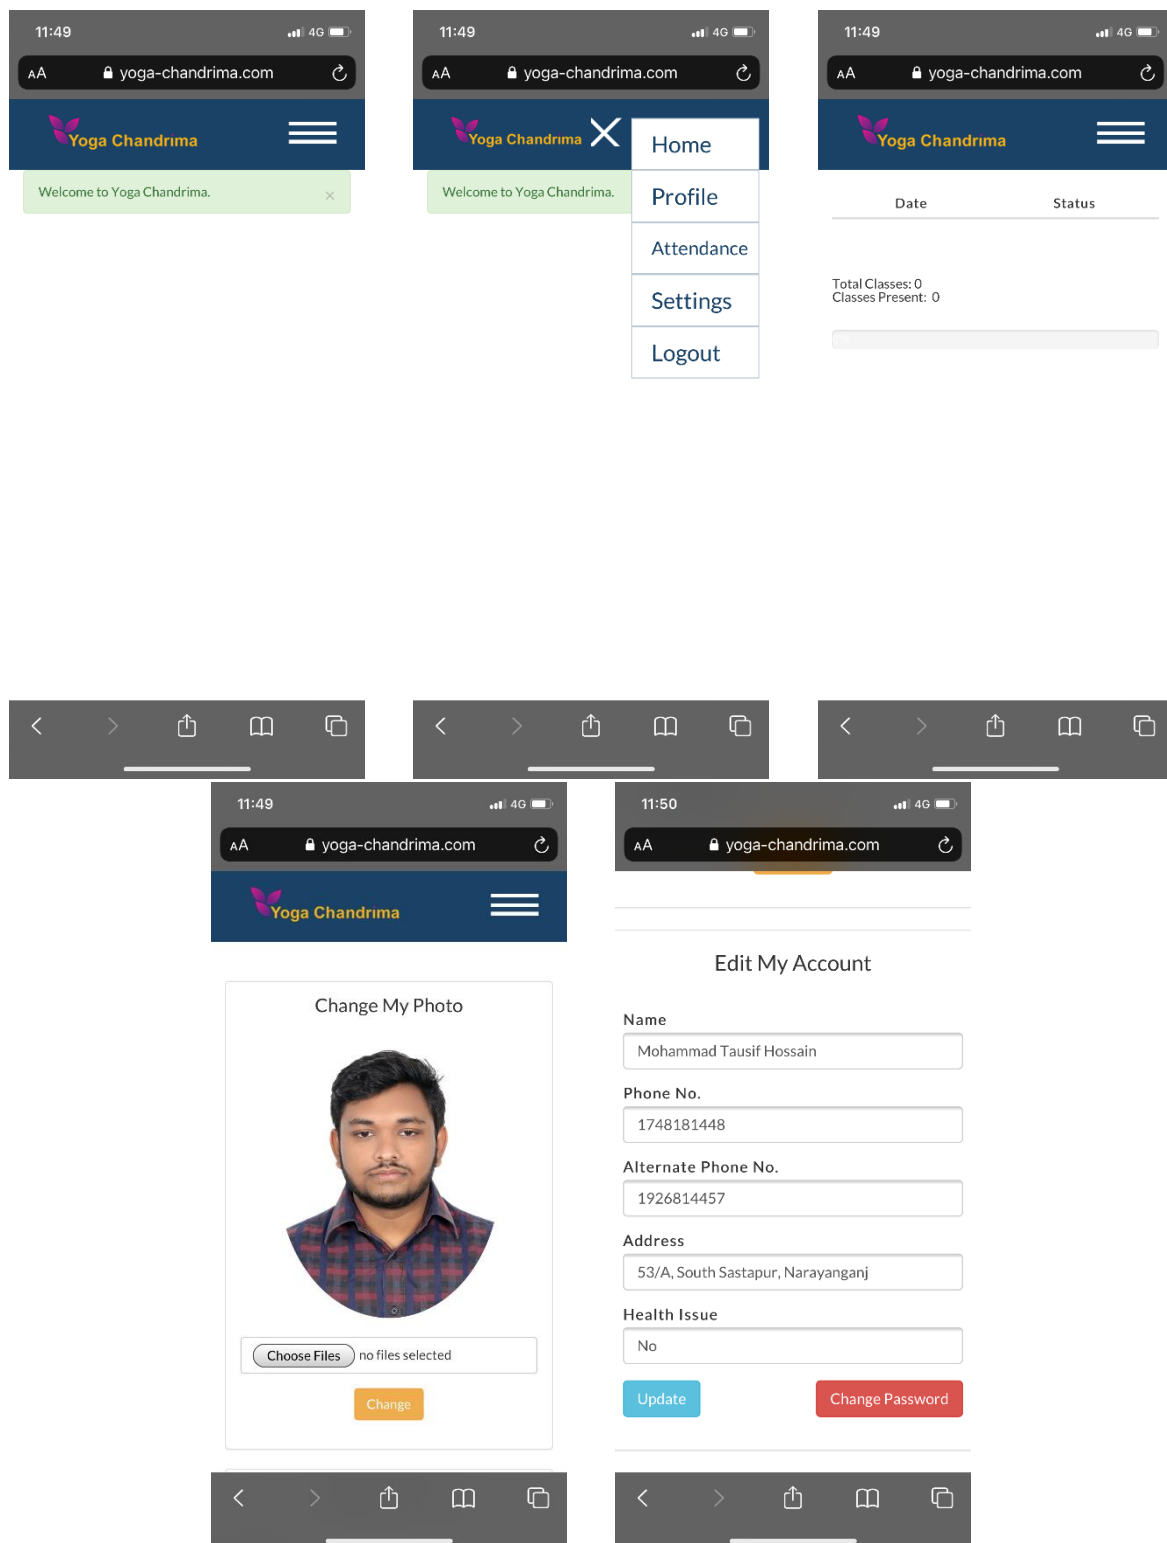 11:49
4G
AA yoga-chandrima.com
Yoga Chandrima
Welcome to Yoga Chandrima. ×
11:49
4G
AA yoga-chandrima.com
Yoga Chandrima
Welcome to Yoga Chandrima.
Home
Profile
Attendance
Settings
Logout
11:49
4G
AA yoga-chandrima.com
Yoga Chandrima
Date Status
Total Classes: 0
Classes Present: 0
11:49
4G
AA yoga-chandrima.com
Yoga Chandrima
Change My Photo
Choose Files no files selected
Change
11:50
4G
AA yoga-chandrima.com
Edit My Account
Name
Mohammad Tausif Hossain
Phone No.
1748181448
Alternate Phone No.
1926814457
Address
53/A, South Sastapur, Narayanganj
Health Issue
No
Update Change Password